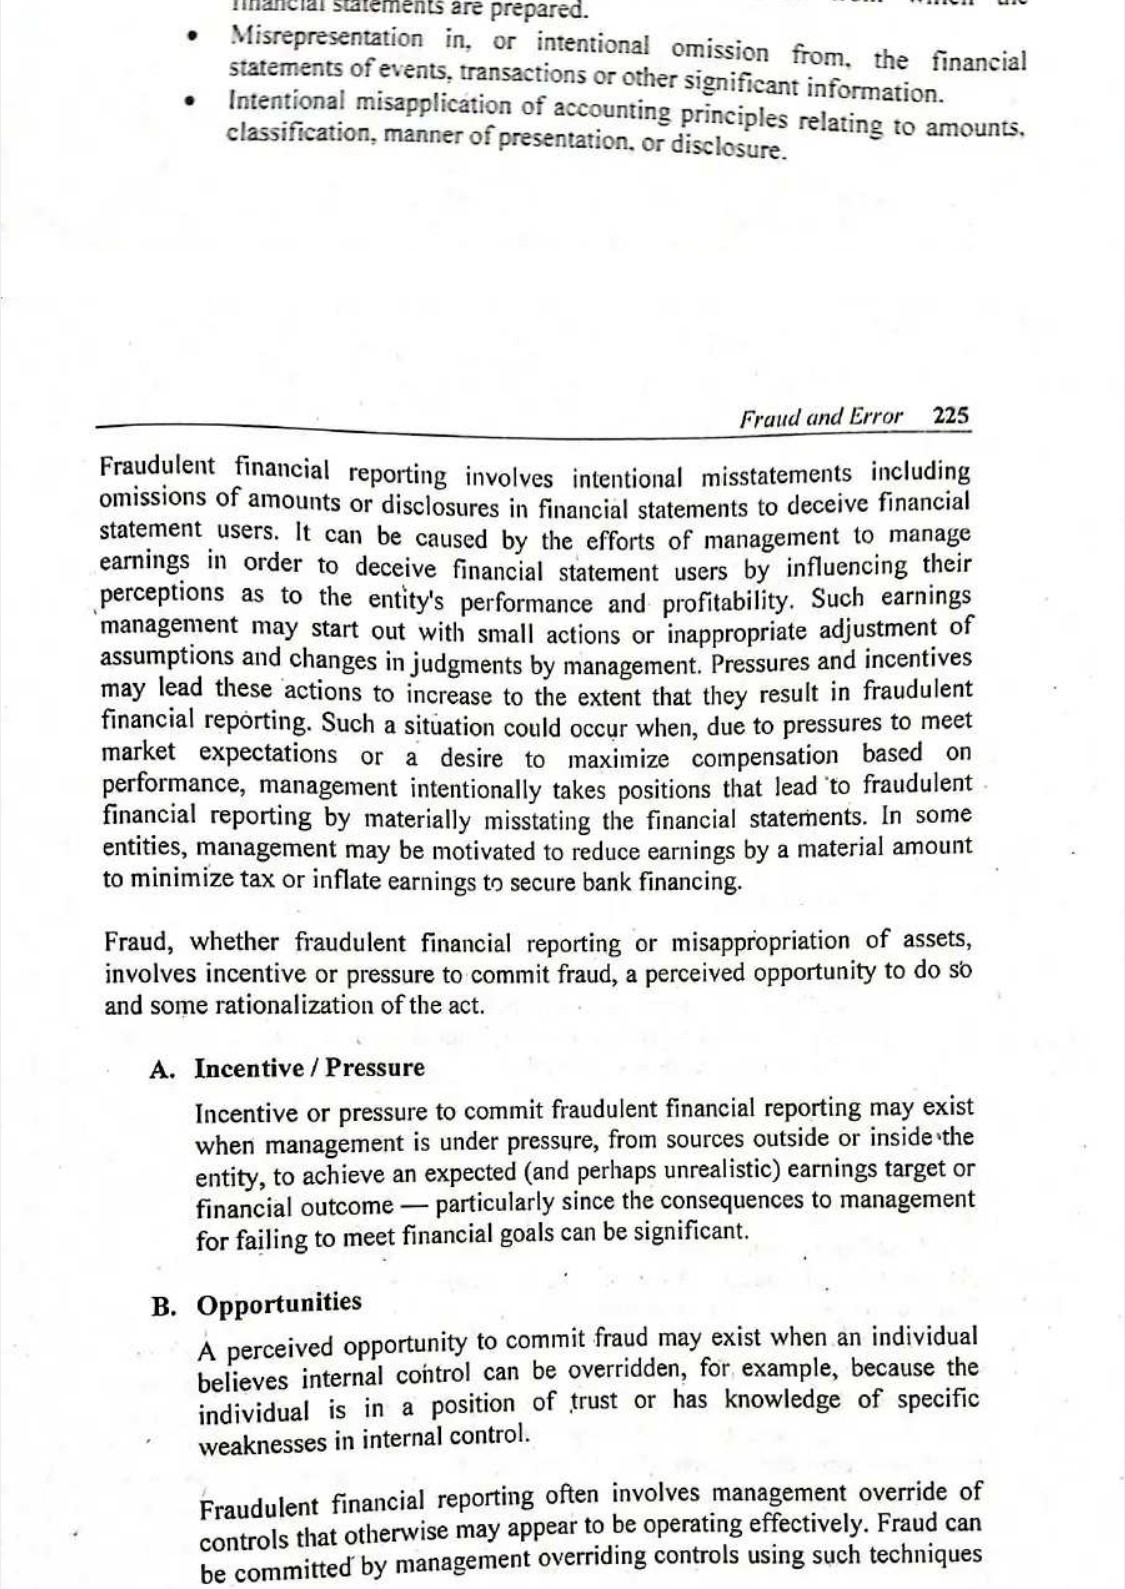 financial statements are prepared.
• Misrepresentation in, or intentional omission from, the financial
statements of events, transactions or other significant information.
• Intentional misapplication of accounting principles relating to amounts,
classification, manner of presentation, or disclosure.
Fraud and Error 225
Fraudulent financial reporting involves intentional misstatements including
omissions of amounts or disclosures in financial statements to deceive financial
statement users. It can be caused by the efforts of management to manage
earnings in order to deceive financial statement users by influencing their
perceptions as to the entity's performance and profitability. Such earnings
management may start out with small actions or inappropriate adjustment of
assumptions and changes in judgments by management. Pressures and incentives
may lead these actions to increase to the extent that they result in fraudulent
financial reporting. Such a situation could occur when, due to pressures to meet
market expectations or a desire to maximize compensation based on
performance, management intentionally takes positions that lead to fraudulent
financial reporting by materially misstating the financial statements. In some
entities, management may be motivated to reduce earnings by a material amount
to minimize tax or inflate earnings to secure bank financing.
Fraud, whether fraudulent financial reporting or misappropriation of assets,
involves incentive or pressure to commit fraud, a perceived opportunity to do so
and some rationalization of the act.
A. Incentive / Pressure
Incentive or pressure to commit fraudulent financial reporting may exist
when management is under pressure, from sources outside or inside the
entity, to achieve an expected (and perhaps unrealistic) earnings target or
financial outcome — particularly since the consequences to management
for failing to meet financial goals can be significant.
B. Opportunities
A perceived opportunity to commit fraud may exist when an individual
believes internal control can be overridden, for example, because the
individual is in a position of trust or has knowledge of specific
weaknesses in internal control.
Fraudulent financial reporting often involves management override of
controls that otherwise may appear to be operating effectively. Fraud can
be committed by management overriding controls using such techniques